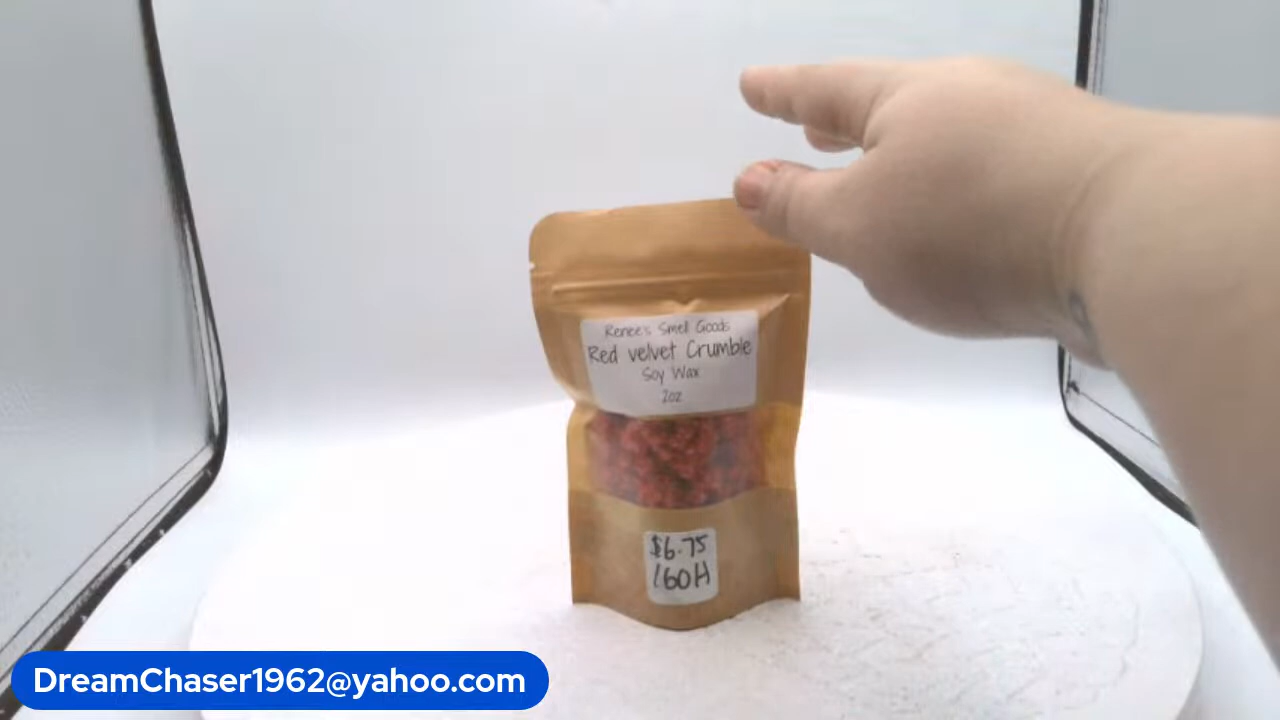 Renee's Smell Goods
Red velvet Crumble
Soy Wax
2oz
$6.75
160H
DreamChaser1962@yahoo.com